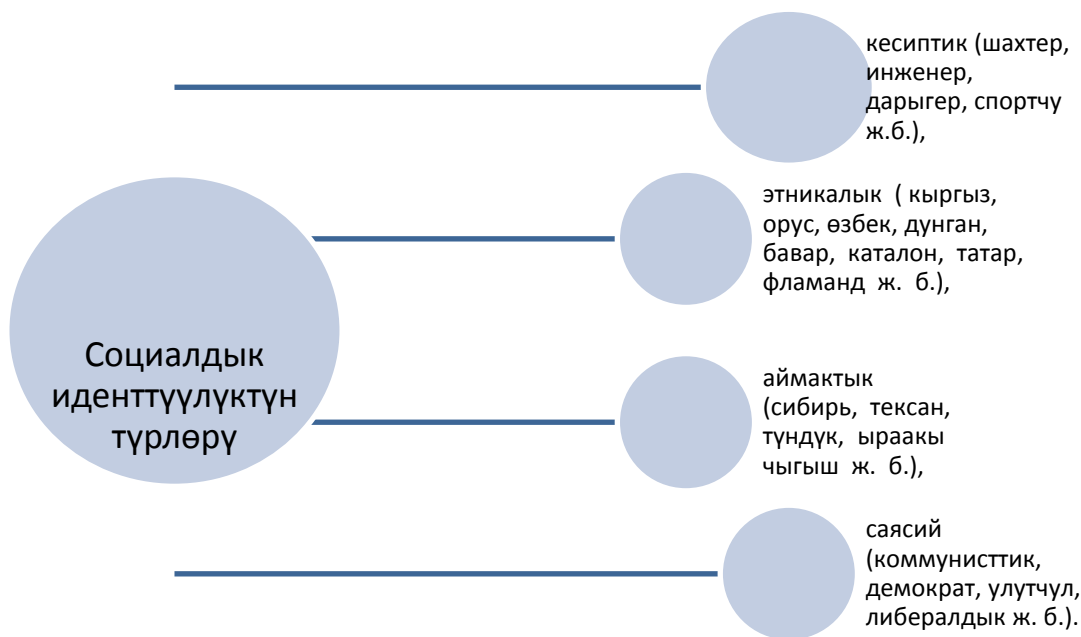 кесиптик (шахтер,
инженер,
дарыгер, спортчу
ж.б.),
этникалык ( кыргыз,
орус, өзбек, дунган,
бавар, каталон, татар,
фламанд ж. б.),
Социалдык
иденттүүлүктүн
түрлөрү
аймактык
(сибирь, тексан,
түндүк, ыраакы
чыгыш ж. б.),
саясий
(коммунисттик,
демократ, улутчул,
либералдык ж. б.).